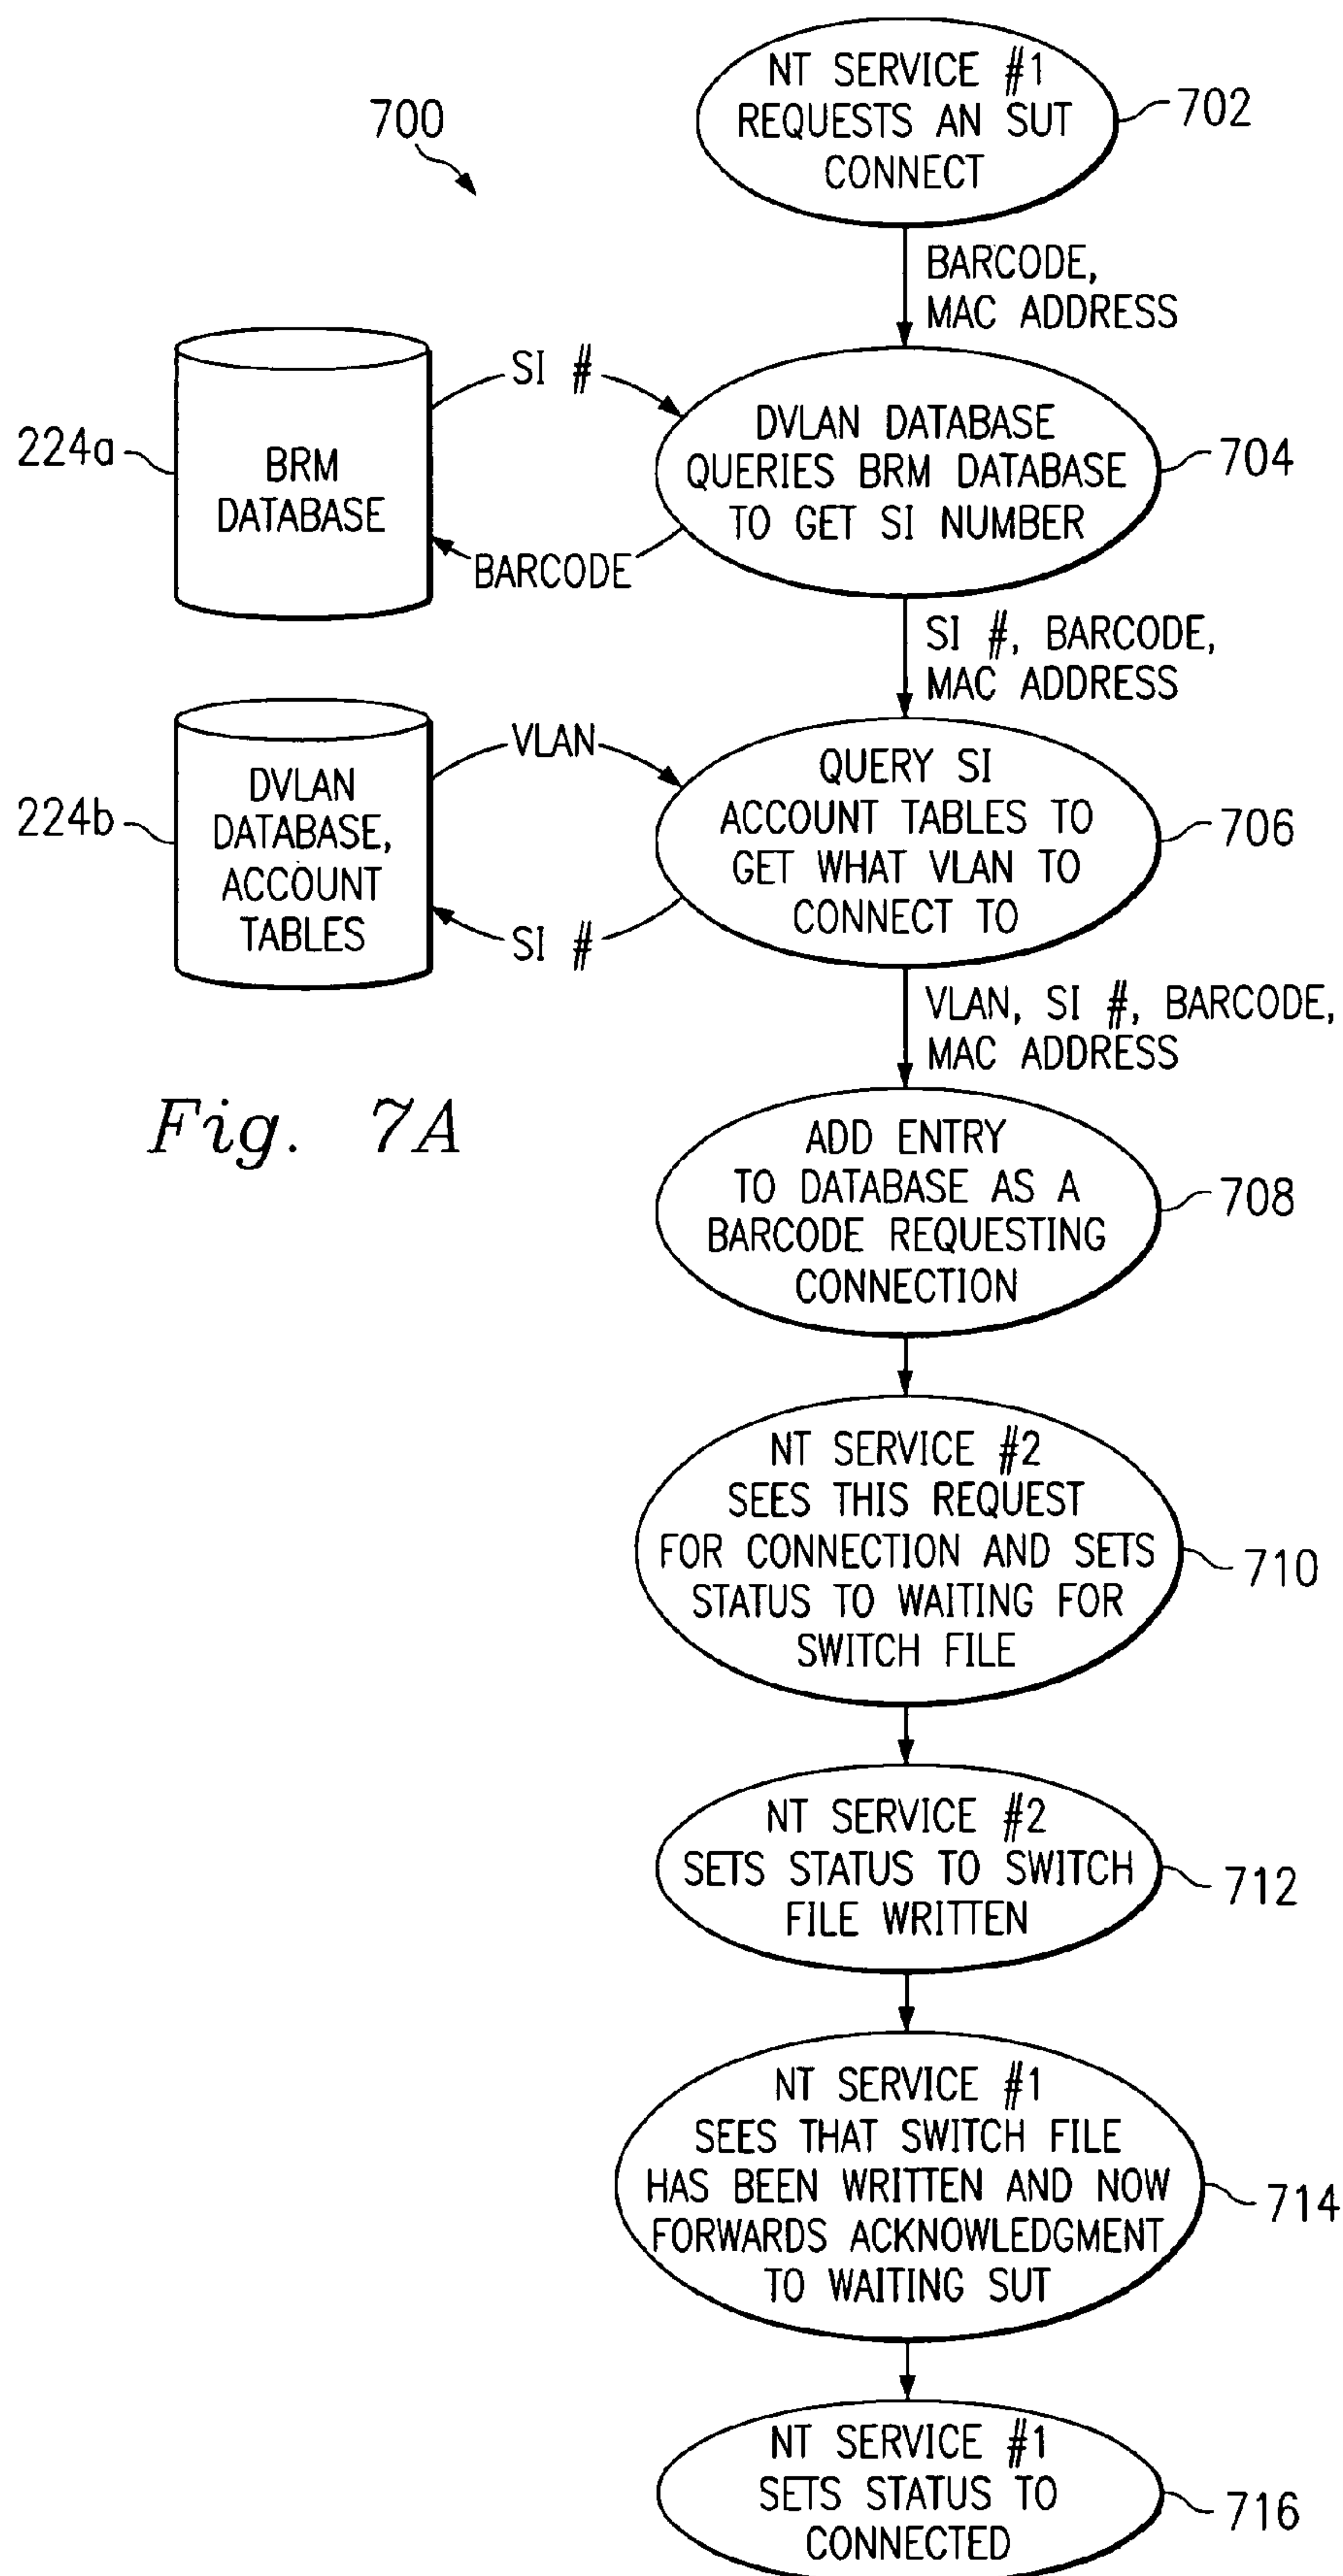 NT SERVICE #1
REQUESTS AN SUT
CONNECT
702
700
BARCODE,
MAC ADDRESS
SI #
224a
BRM
DATABASE
DVLAN DATABASE
QUERIES BRM DATABASE
TO GET SI NUMBER
704
BARCODE
SI #, BARCODE,
MAC ADDRESS
VLAN
224b
DVLAN
DATABASE,
ACCOUNT
TABLES
QUERY SI
ACCOUNT TABLES TO
GET WHAT VLAN TO
CONNECT TO
706
SI #
VLAN, SI #, BARCODE,
MAC ADDRESS
Fig. 7A
ADD ENTRY
TO DATABASE AS A
BARCODE REQUESTING
CONNECTION
708
NT SERVICE #2
SEES THIS REQUEST
FOR CONNECTION AND SETS
STATUS TO WAITING FOR
SWITCH FILE
710
NT SERVICE #2
SETS STATUS TO SWITCH
FILE WRITTEN
712
NT SERVICE #1
SEES THAT SWITCH FILE
HAS BEEN WRITTEN AND NOW
FORWARDS ACKNOWLEDGMENT
TO WAITING SUT
714
NT SERVICE #1
SETS STATUS TO
CONNECTED
716